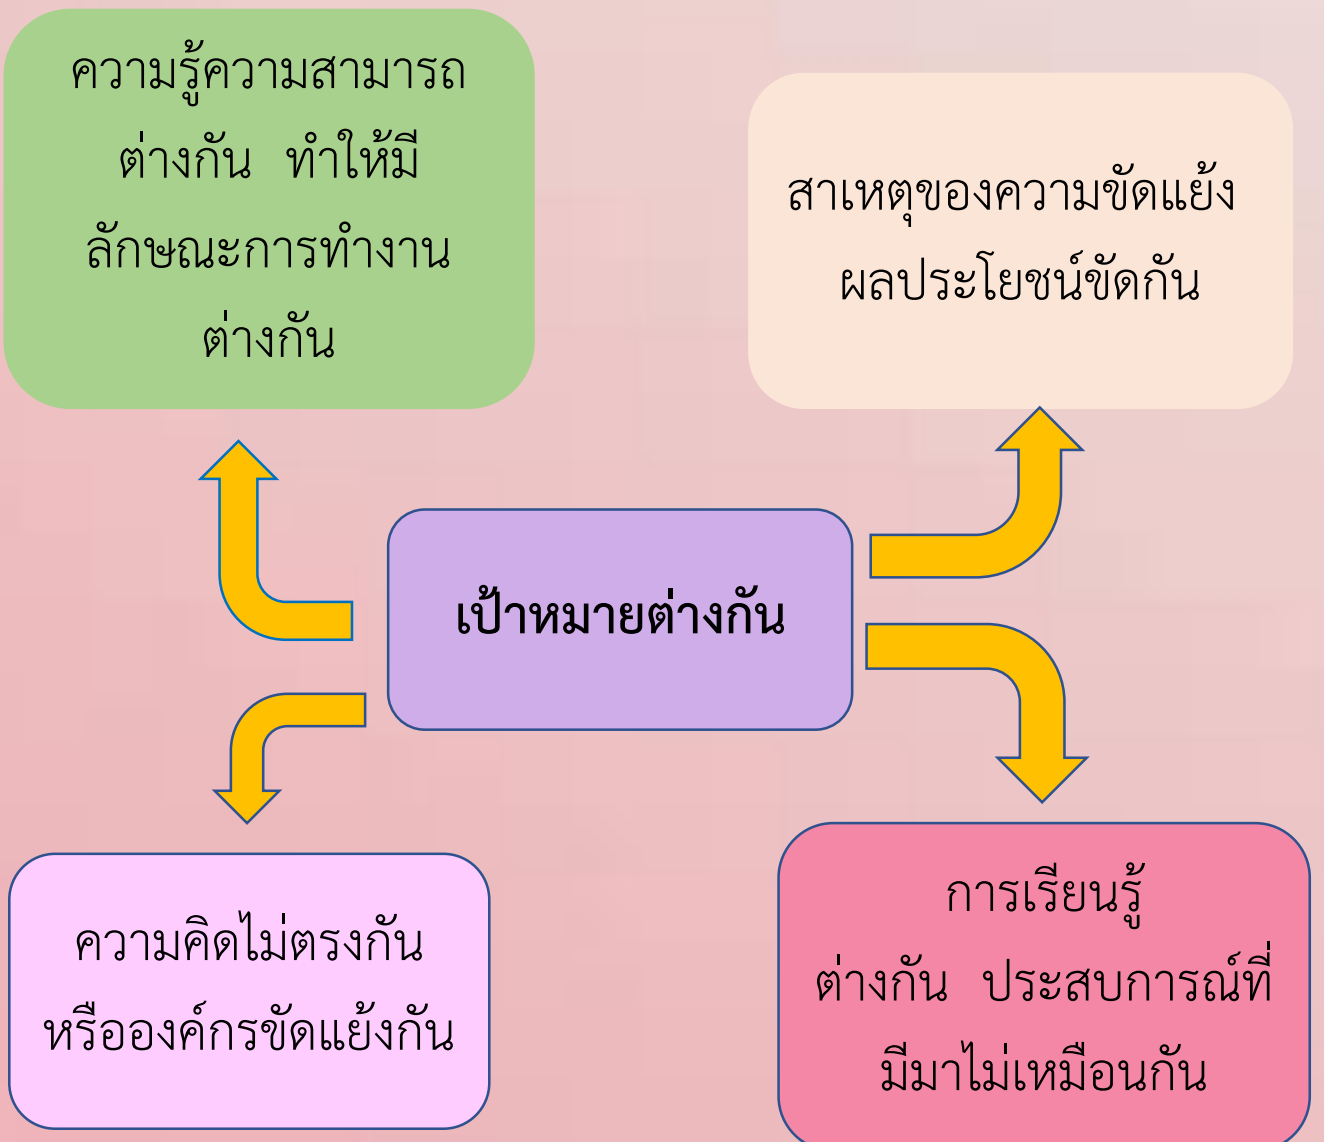 ความรู้ความสามารถ
ต่างกัน ทำให้มี
ลักษณะการทำงาน
ต่างกัน
สาเหตุของความขัดแย้ง
ผลประโยชน์ขัดกัน
เป้าหมายต่างกัน
ความคิดไม่ตรงกัน
หรือองค์กรขัดแย้งกัน
การเรียนรู้
ต่างกัน ประสบการณ์ที่
มีมาไม่เหมือนกัน